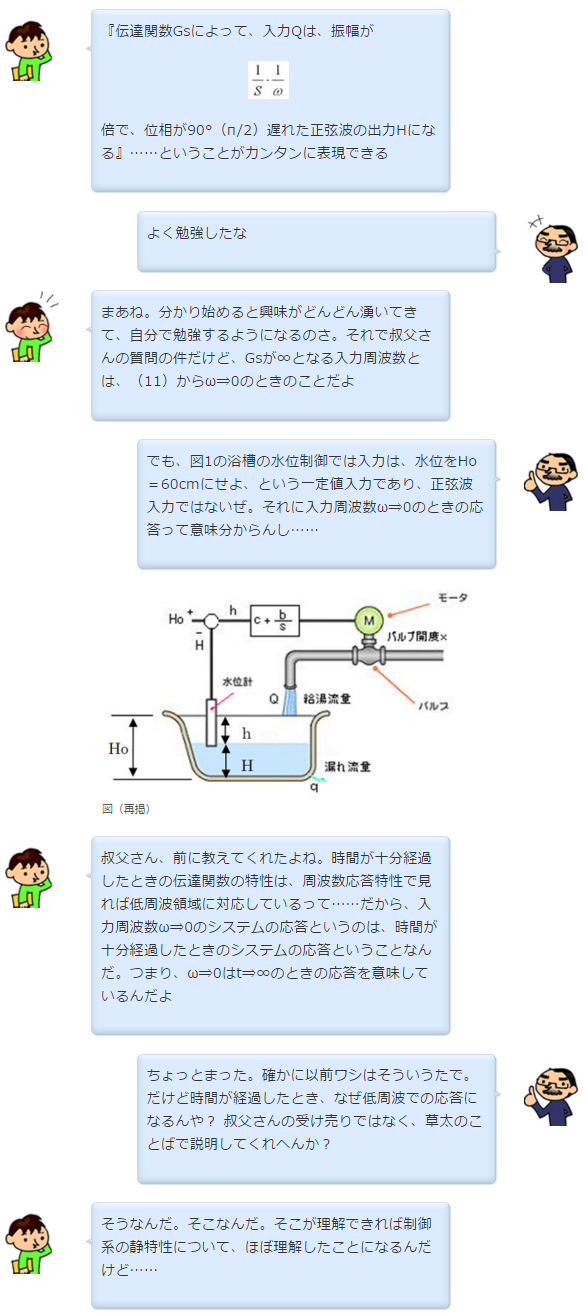 『伝達関数Gsによって、入力Qは、振幅が
1/S・1/ω
倍で、位相が90°（π/2）遅れた正弦波の出力Hにな
る』……ということがカンタンに表現できる
よく勉強したな
まあね。分かり始めると興味がどんどん湧いてき
て、自分で勉強するようになるのさ。それで叔父さ
んの質問の件だけど、Gsが∞となる入力周波数と
は、（11）からω⇒0のときのことだよ
でも、図1の浴槽の水位制御では入力は、水位をHo
＝60cmにせよ、という一定値入力であり、正弦波
入力ではないぜ。それに入力周波数ω⇒0のときの応
答って意味分からんし……
モータ
Ho + h c + b/s M
− バルブ開度x
H
水位計
Q 給湯流量 バルブ
h
Ho
H 漏れ流量
q
図（再掲）
叔父さん、前に教えてくれたよね。時間が十分経過
したときの伝達関数の特性は、周波数応答特性で見
れば低周波領域に対応しているって……だから、入
力周波数ω⇒0のシステムの応答というのは、時間が
十分経過したときのシステムの応答ということなん
だ。つまり、ω⇒0はt⇒∞のときの応答を意味して
いるんだよ
ちょっとまった。確かに以前ワシはそういうたで。
だけど時間が経過したとき、なぜ低周波での応答に
なるんや？ 叔父さんの受け売りではなく、草太のこ
とばで説明してくれへんか？
そうなんだ。そこなんだ。そこが理解できれば制御
系の静特性について、ほぼ理解したことになるんだ
けど……